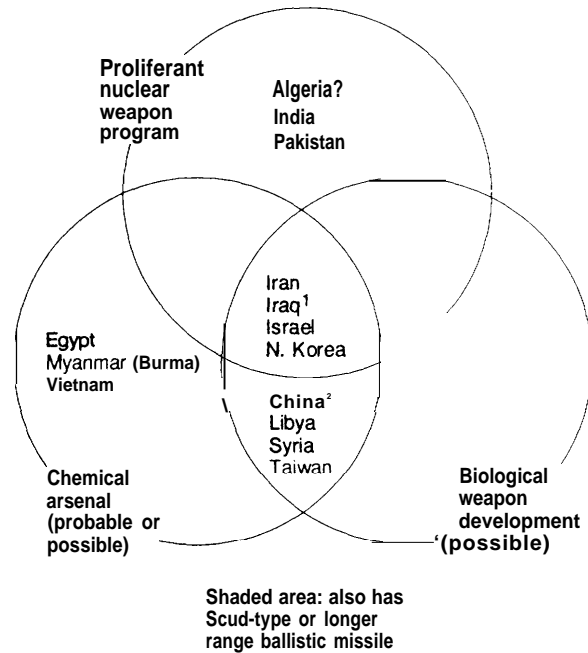 Proliferant
nuclear
weapon
program
Algeria?
India
Pakistan
Iran
Iraq¹
Israel
N. Korea
Egypt
Myanmar (Burma)
Vietnam
China²
Libya
Syria
Taiwan
Chemical
arsenal
(probable or
possible)
Biological
weapon
development
‘(possible)
Shaded area: also has
Scud-type or longer
range ballistic missile